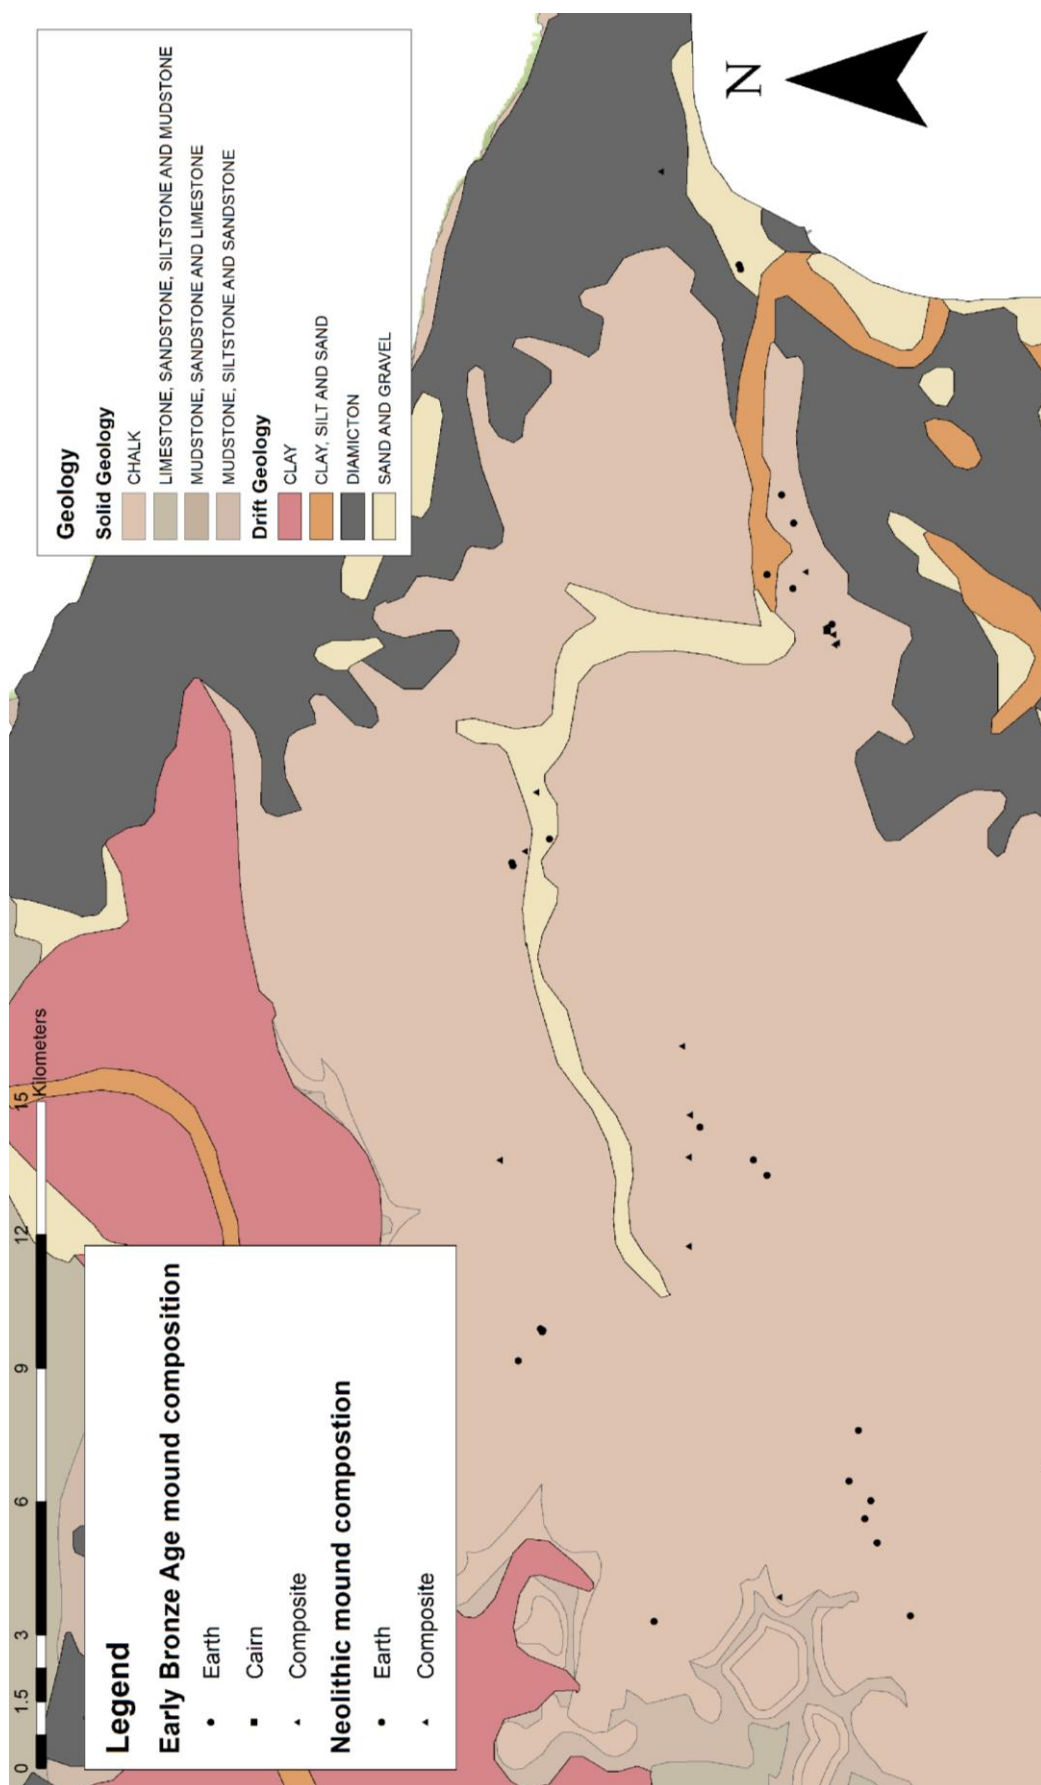 0 1.5 3 6 9 12 15
Kilometers
Legend
Early Bronze Age mound composition
Earth
Cairn
Composite
Neolithic mound compostion
Earth
Composite
Geology
Solid Geology
CHALK
LIMESTONE, SANDSTONE, SILTSTONE AND MUDSTONE
MUDSTONE, SANDSTONE AND LIMESTONE
MUDSTONE, SILTSTONE AND SANDSTONE
Drift Geology
CLAY
CLAY, SILT AND SAND
DIAMICTON
SAND AND GRAVEL
N